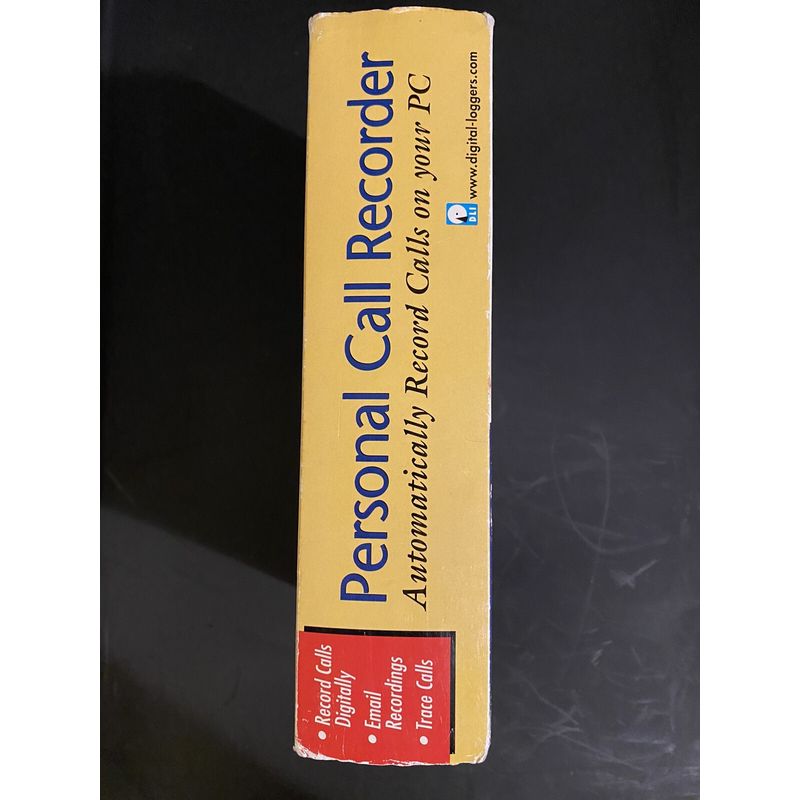 • Record Calls
Digitally
• Email
Recordings
• Trace Calls
Personal Call Recorder
Automatically Record Calls on your PC
DLI
www.digital-loggers.com